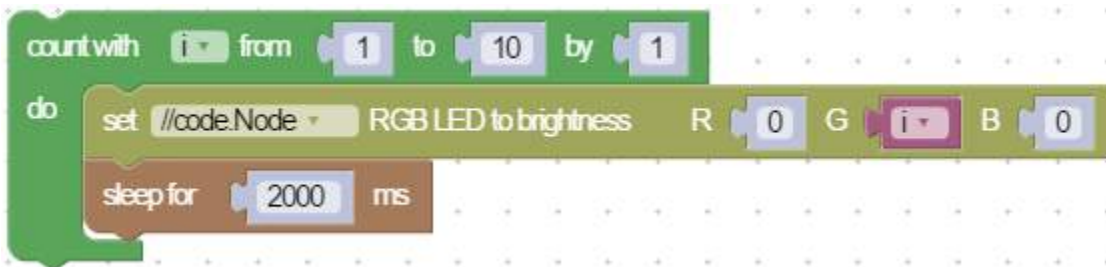 count with i from 1 to 10 by 1
do
set //code.Node RGB LED to brightness R 0 G i B 0
sleep for 2000 ms